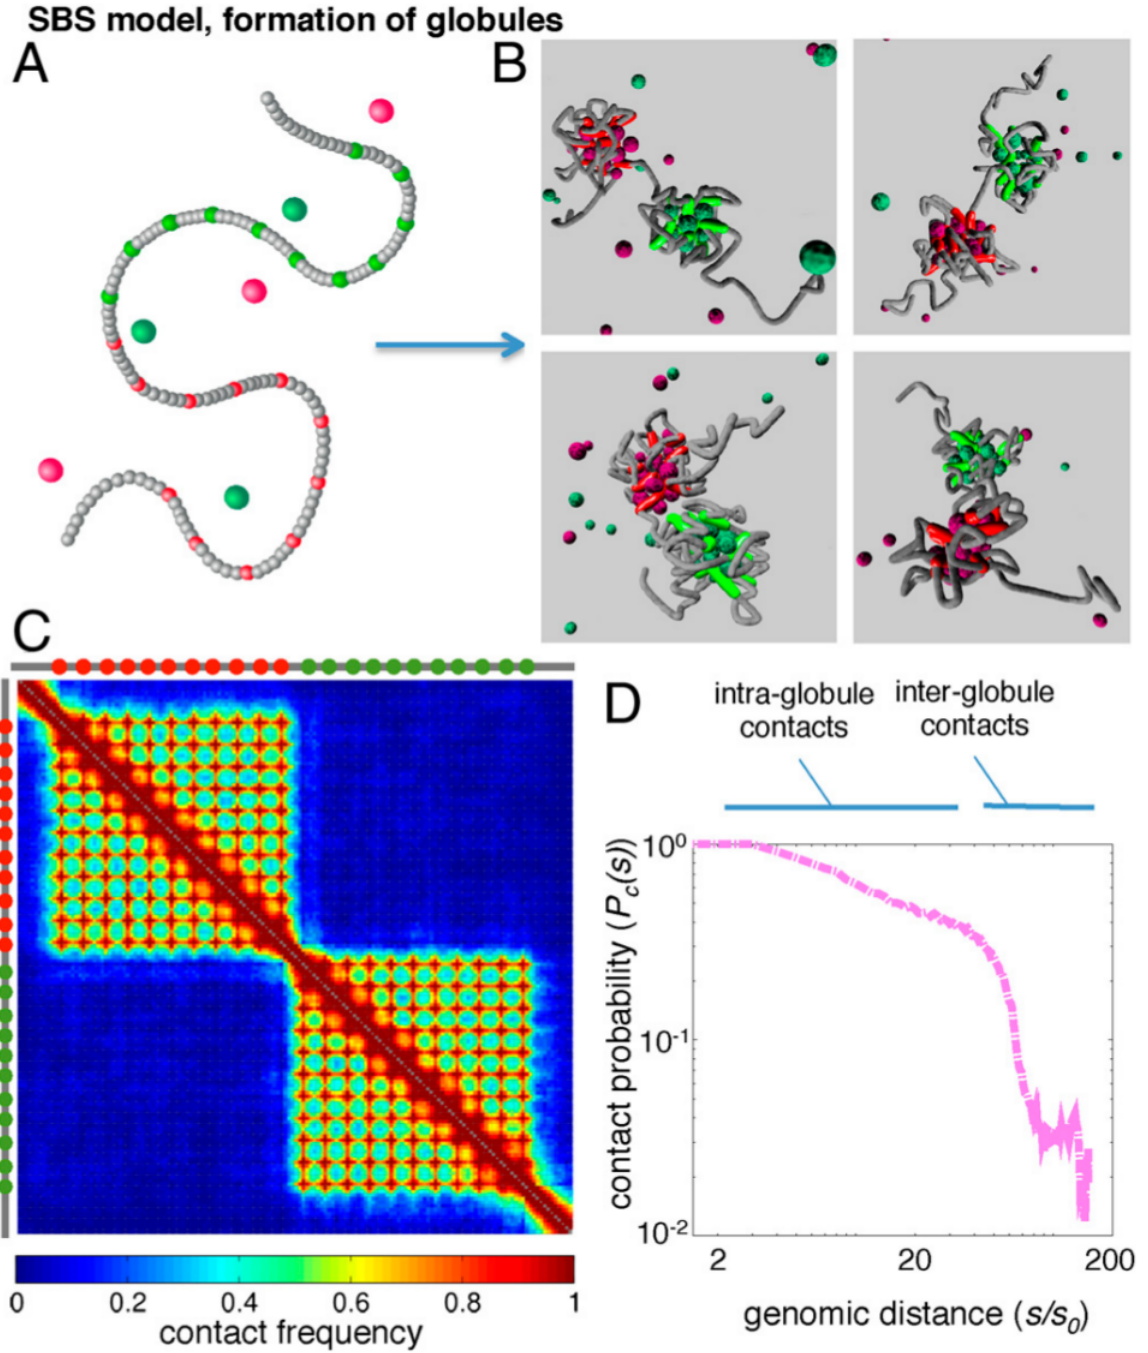 SBS model, formation of globules
A
B
C
0
0.2
0.4
0.6
0.8
1
contact frequency
D
intra-globule
contacts
inter-globule
contacts
contact probability (P_c(s))
10^0
10^-1
10^-2
2
20
200
genomic distance (s/s_0)